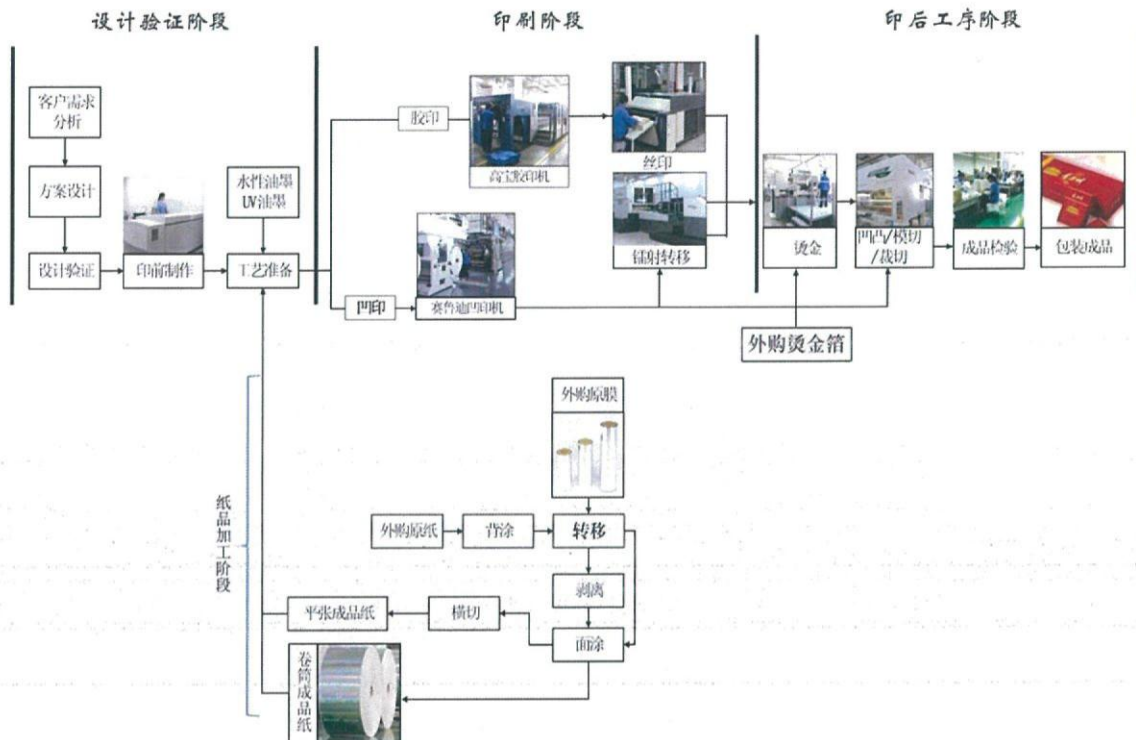 设计验证阶段
印刷阶段
印后工序阶段
客户需求
分析
方案设计
设计验证
印前制作
水性油墨
UV油墨
工艺准备
胶印
高宝胶印机
丝印
镭射转移
凹印
赛鲁迪凹印机
烫金
凹凸/模切
/裁切
成品检验
包装成品
外购烫金箔
纸品加工阶段
外购原膜
外购原纸
背涂
转移
剥离
面涂
横切
平张成品纸
卷筒成品纸